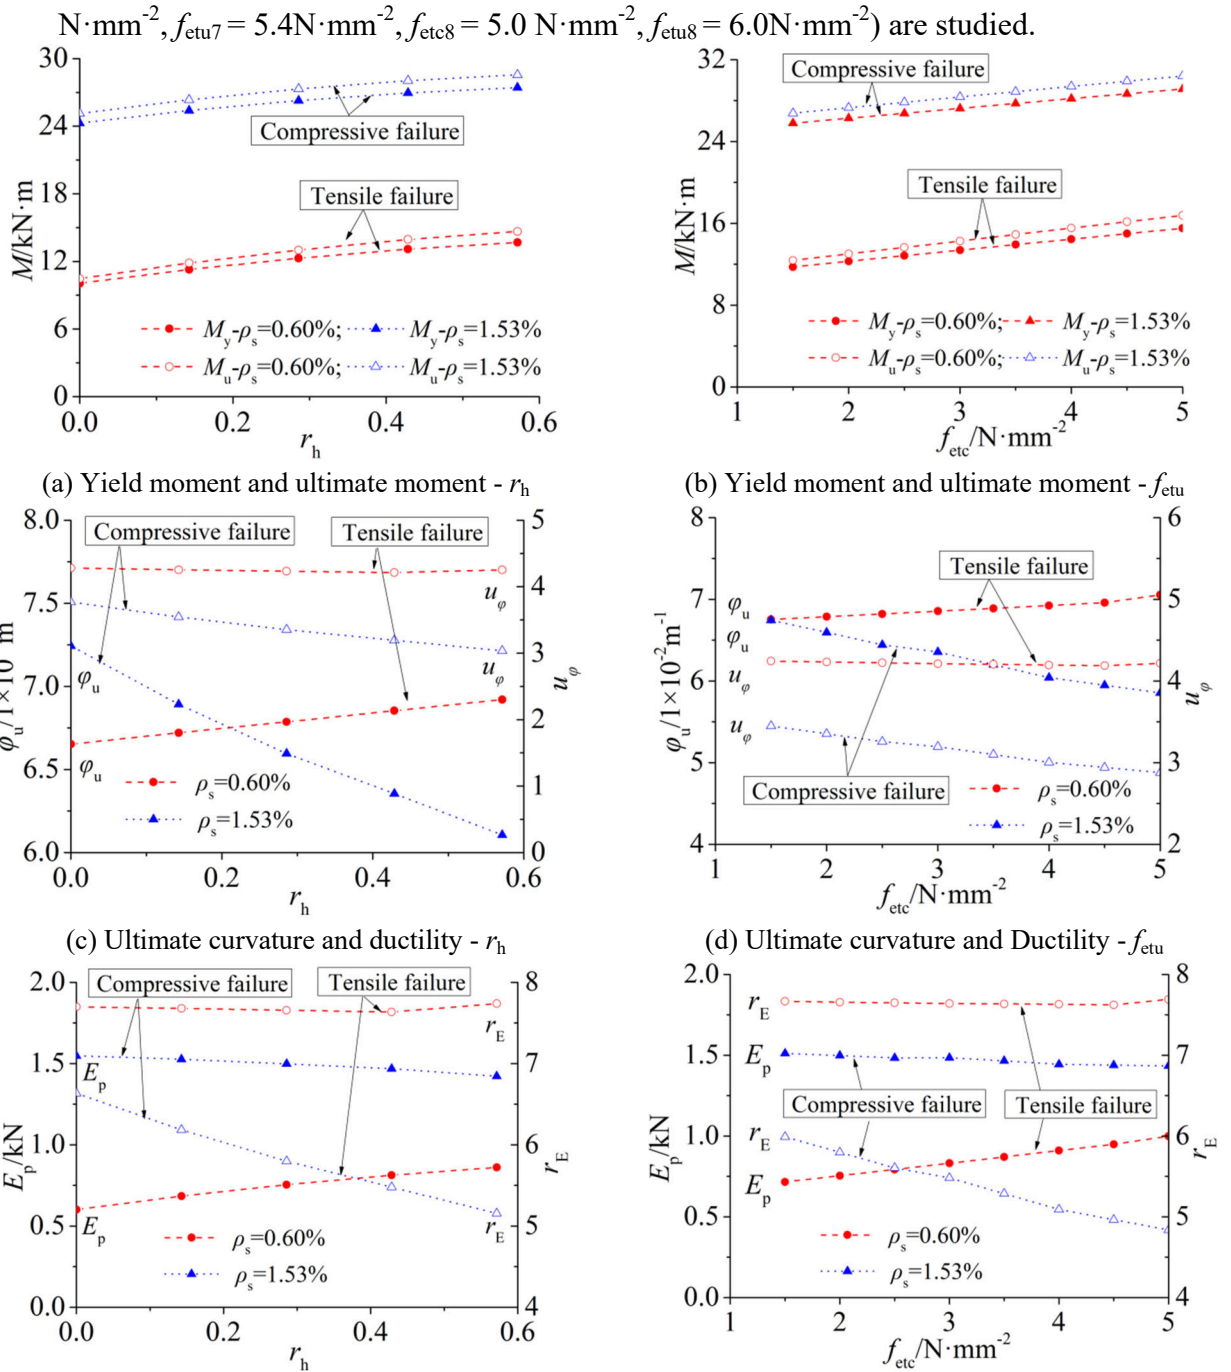 N·mm⁻², fetu7 = 5.4N·mm⁻², fetc8 = 5.0 N·mm⁻², fetu8 = 6.0N·mm⁻²) are studied.
30
24
18
12
6
0
M/kN·m
Compressive failure
Tensile failure
My-ρs=0.60%; My-ρs=1.53%
Mu-ρs=0.60%; Mu-ρs=1.53%
0.0 0.2 0.4 0.6
rh
32
24
16
8
0
M/kN·m
Compressive failure
Tensile failure
My-ρs=0.60%; My-ρs=1.53%
Mu-ρs=0.60%; Mu-ρs=1.53%
1 2 3 4 5
fetc/N·mm⁻²
(a) Yield moment and ultimate moment - rh
(b) Yield moment and ultimate moment - fetu
8.0
7.5
7.0
6.5
6.0
φu/1×10 m
Compressive failure
Tensile failure
uφ
uφ
φu
φu
ρs=0.60%
ρs=1.53%
5
4
3
2
1
0
uφ
0.0 0.2 0.4 0.6
rh
8
7
6
5
4
φu/1×10⁻²m⁻¹
Tensile failure
φu
φu
uφ
uφ
Compressive failure
ρs=0.60%
ρs=1.53%
6
5
4
3
2
uφ
1 2 3 4 5
fetc/N·mm⁻²
(c) Ultimate curvature and ductility - rh
(d) Ultimate curvature and Ductility - fetu
2.0
1.5
1.0
0.5
0.0
Ep/kN
Compressive failure
Tensile failure
rE
Ep
Ep
rE
ρs=0.60%
ρs=1.53%
8
7
6
5
4
rE
0.0 0.2 0.4 0.6
rh
2.0
1.5
1.0
0.5
0.0
Ep/kN
rE
Ep
Compressive failure
Tensile failure
rE
Ep
ρs=0.60%
ρs=1.53%
8
7
6
5
4
rE
1 2 3 4 5
fetc/N·mm⁻²